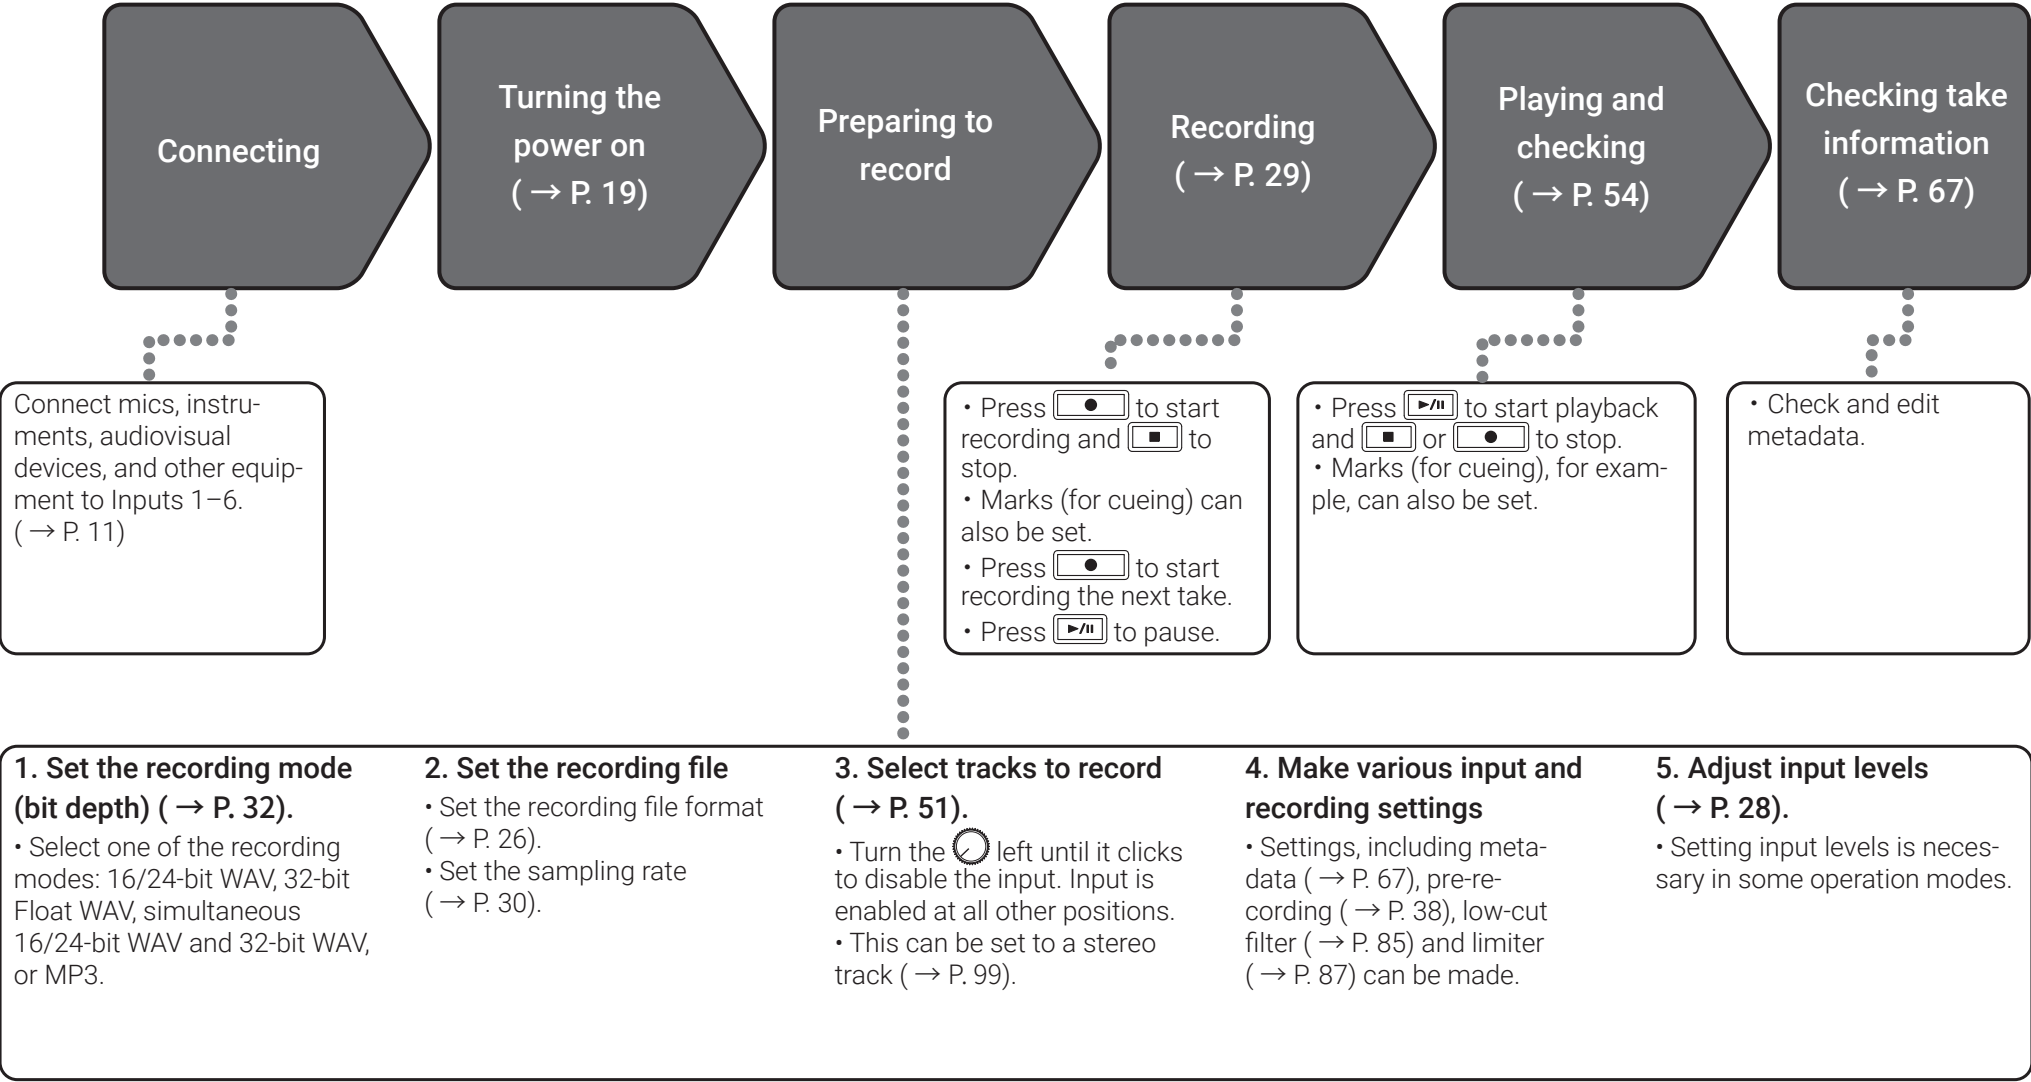 Connecting
Turning the
power on
( → P. 19)
Preparing to
record
Recording
( → P. 29)
Playing and
checking
( → P. 54)
Checking take
information
( → P. 67)
Connect mics, instru-
ments, audiovisual
devices, and other equip-
ment to Inputs 1–6.
( → P. 11)
• Press ● to start
recording and ■ to
stop.
• Marks (for cueing) can
also be set.
• Press ● to start
recording the next take.
• Press ►/II to pause.
• Press ►/II to start playback
and ■ or ● to stop.
• Marks (for cueing), for exam-
ple, can also be set.
• Check and edit
metadata.
1. Set the recording mode
(bit depth) ( → P. 32).
• Select one of the recording
modes: 16/24-bit WAV, 32-bit
Float WAV, simultaneous
16/24-bit WAV and 32-bit WAV,
or MP3.
2. Set the recording file
• Set the recording file format
( → P. 26).
• Set the sampling rate
( → P. 30).
3. Select tracks to record
( → P. 51).
• Turn the left until it clicks
to disable the input. Input is
enabled at all other positions.
• This can be set to a stereo
track ( → P. 99).
4. Make various input and
recording settings
• Settings, including meta-
data ( → P. 67), pre-re-
cording ( → P. 38), low-cut
filter ( → P. 85) and limiter
( → P. 87) can be made.
5. Adjust input levels
( → P. 28).
• Setting input levels is neces-
sary in some operation modes.